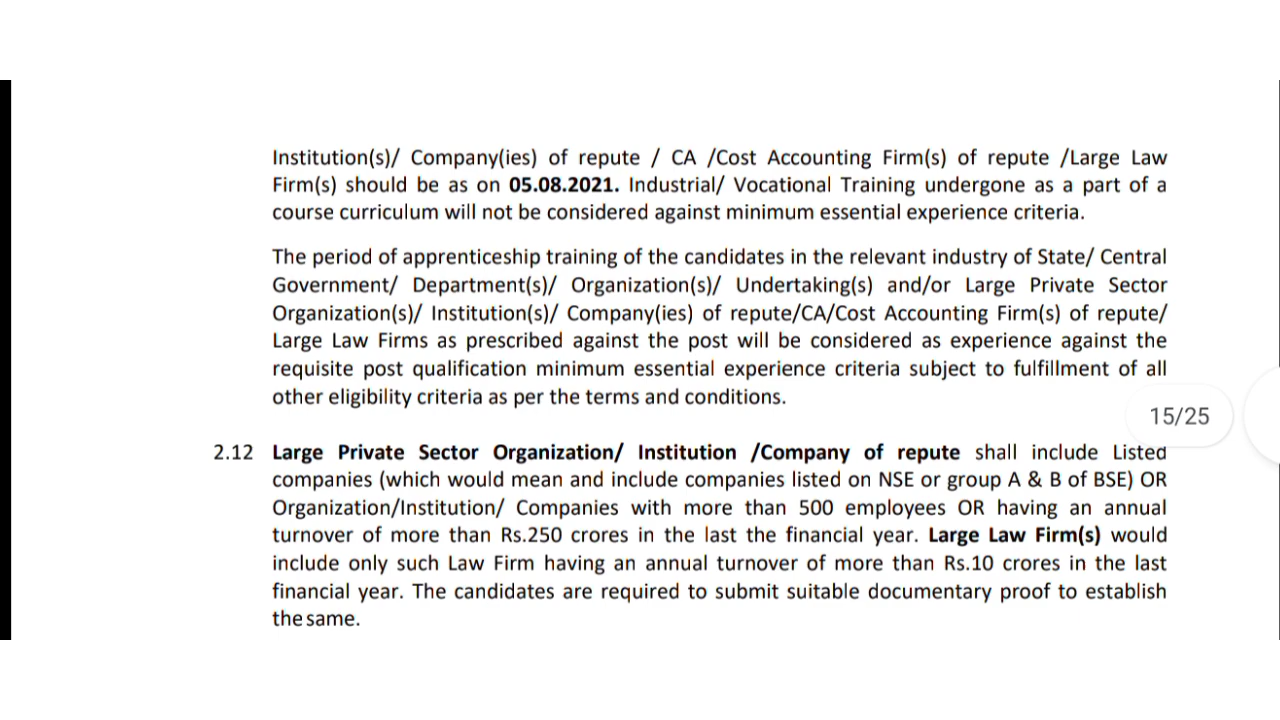 Institution(s)/ Company(ies) of repute / CA /Cost Accounting Firm(s) of repute /Large Law
Firm(s) should be as on 05.08.2021. Industrial/ Vocational Training undergone as a part of a
course curriculum will not be considered against minimum essential experience criteria.
The period of apprenticeship training of the candidates in the relevant industry of State/ Central
Government/ Department(s)/ Organization(s)/ Undertaking(s) and/or Large Private Sector
Organization(s)/ Institution(s)/ Company(ies) of repute/CA/Cost Accounting Firm(s) of repute/
Large Law Firms as prescribed against the post will be considered as experience against the
requisite post qualification minimum essential experience criteria subject to fulfillment of all
other eligibility criteria as per the terms and conditions.
15/25
2.12 Large Private Sector Organization/ Institution /Company of repute shall include Listed
companies (which would mean and include companies listed on NSE or group A & B of BSE) OR
Organization/Institution/ Companies with more than 500 employees OR having an annual
turnover of more than Rs.250 crores in the last the financial year. Large Law Firm(s) would
include only such Law Firm having an annual turnover of more than Rs.10 crores in the last
financial year. The candidates are required to submit suitable documentary proof to establish
the same.